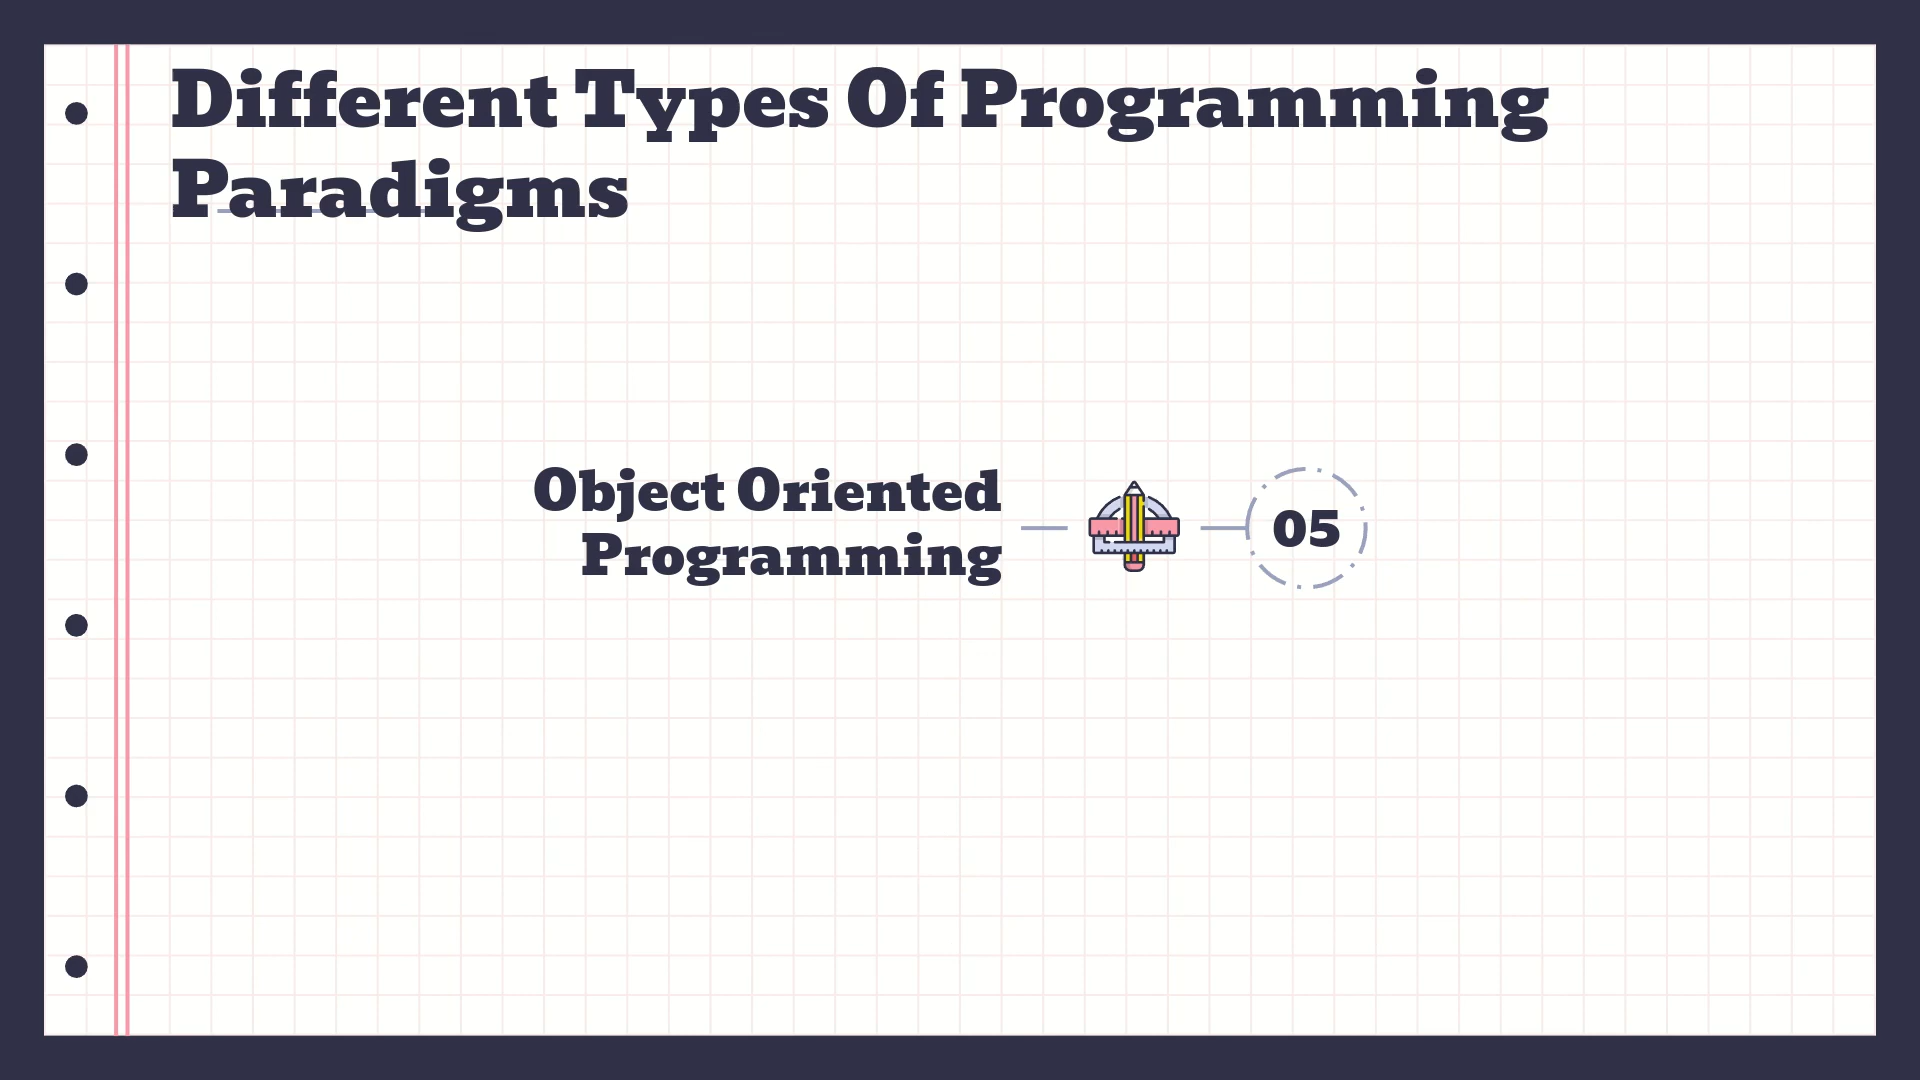 Different Types Of Programming
Paradigms
Object Oriented
Programming
05